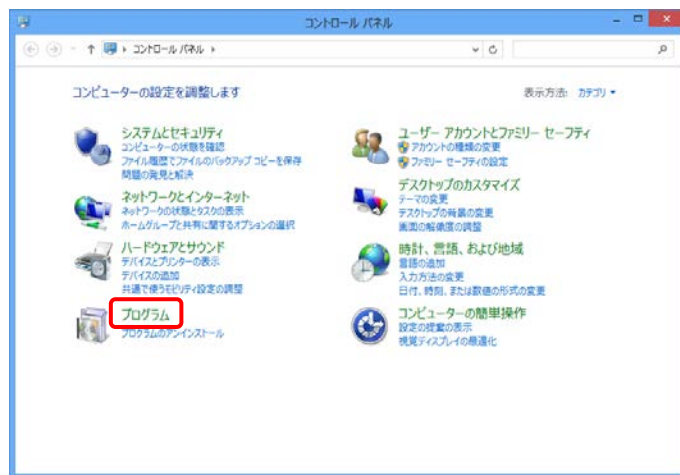 コントロール パネル
コントロール パネル
コンピューターの設定を調整します
表示方法: カテゴリ
システムとセキュリティ
コンピューターの状態を確認
ファイル履歴でファイルのバックアップ コピーを保存
問題の発見と解決
ネットワークとインターネット
ネットワークの状態とタスクの表示
ホームグループと共有に関するオプションの選択
ハードウェアとサウンド
デバイスとプリンターの表示
デバイスの追加
共通で使うモビリティ設定の調整
プログラム
プログラムのアンインストール
ユーザー アカウントとファミリー セーフティ
アカウントの種類の変更
ファミリー セーフティの設定
デスクトップのカスタマイズ
テーマの変更
デスクトップの背景の変更
画面の解像度の調整
時計、言語、および地域
言語の追加
入力方法の変更
日付、時刻、または数値の形式の変更
コンピューターの簡単操作
設定の提案の表示
視覚ディスプレイの最適化